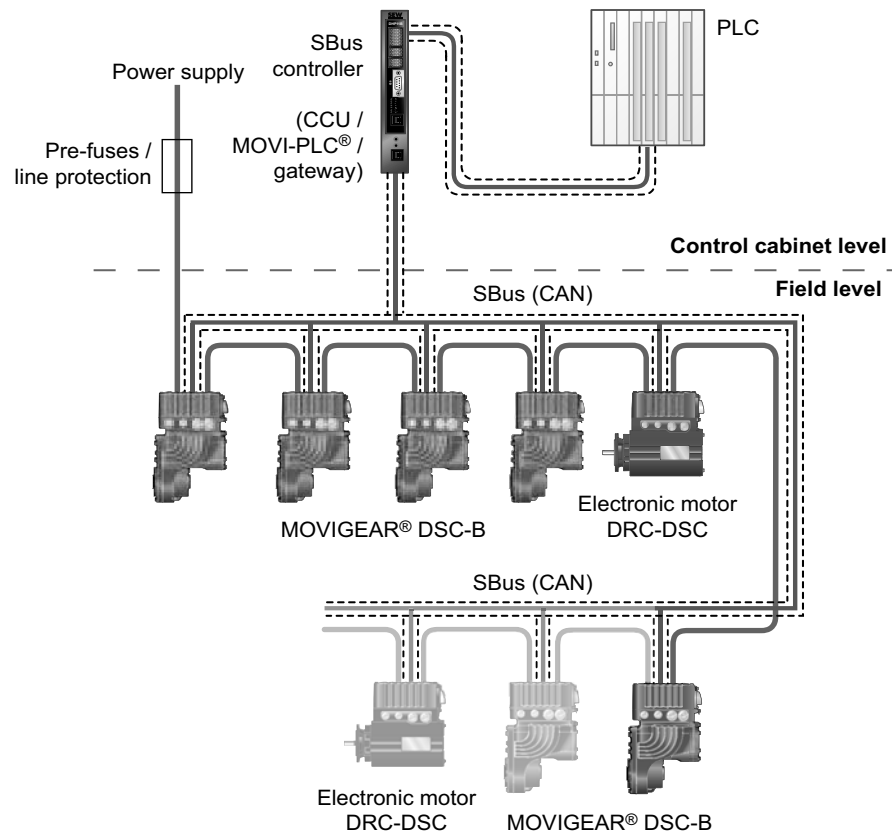 SEW
SBus
controller
PLC
Power supply
(CCU /
MOVI-PLC® /
gateway)
Pre-fuses /
line protection
Control cabinet level
Field level
SBus (CAN)
Electronic motor
DRC-DSC
MOVIGEAR® DSC-B
SBus (CAN)
Electronic motor
DRC-DSC
MOVIGEAR® DSC-B